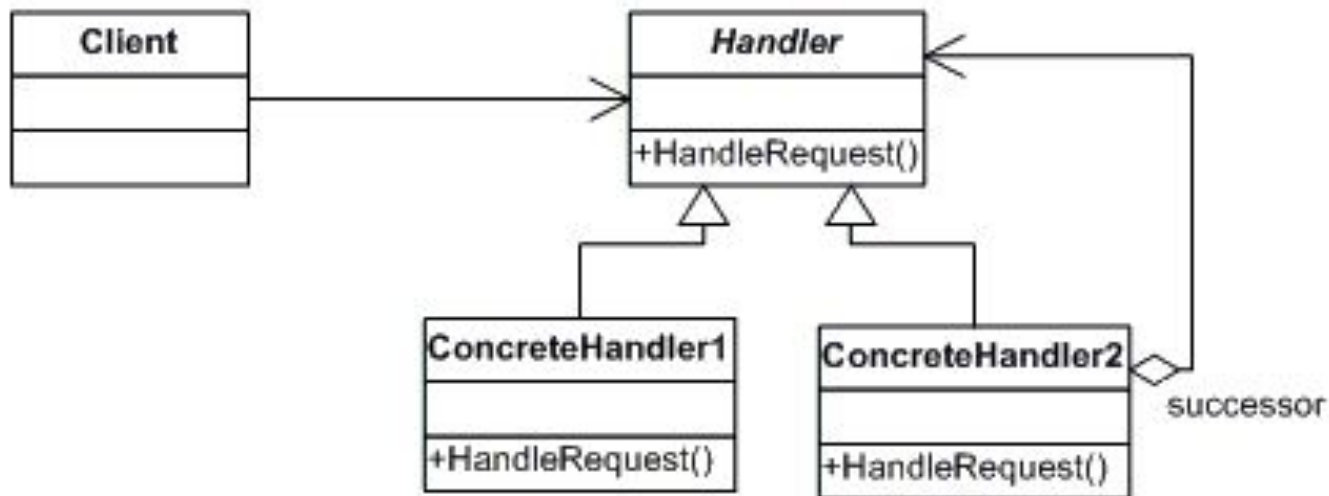 Client
Handler
+HandleRequest()
ConcreteHandler1
+HandleRequest()
ConcreteHandler2
+HandleRequest()
successor